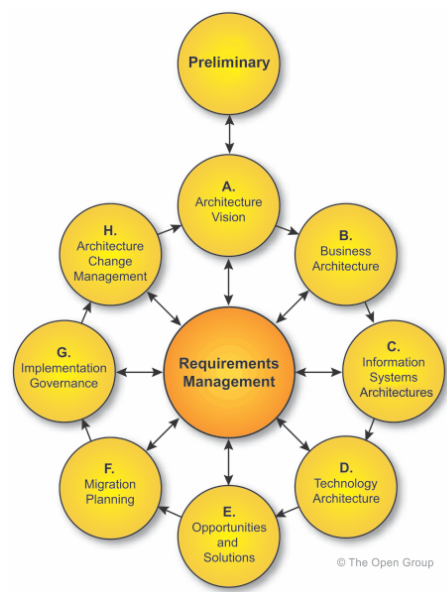 Preliminary
A.
Architecture
Vision
H.
Architecture
Change
Management
B.
Business
Architecture
G.
Implementation
Governance
Requirements
Management
C.
Information
Systems
Architectures
F.
Migration
Planning
D.
Technology
Architecture
E.
Opportunities
and
Solutions
© The Open Group